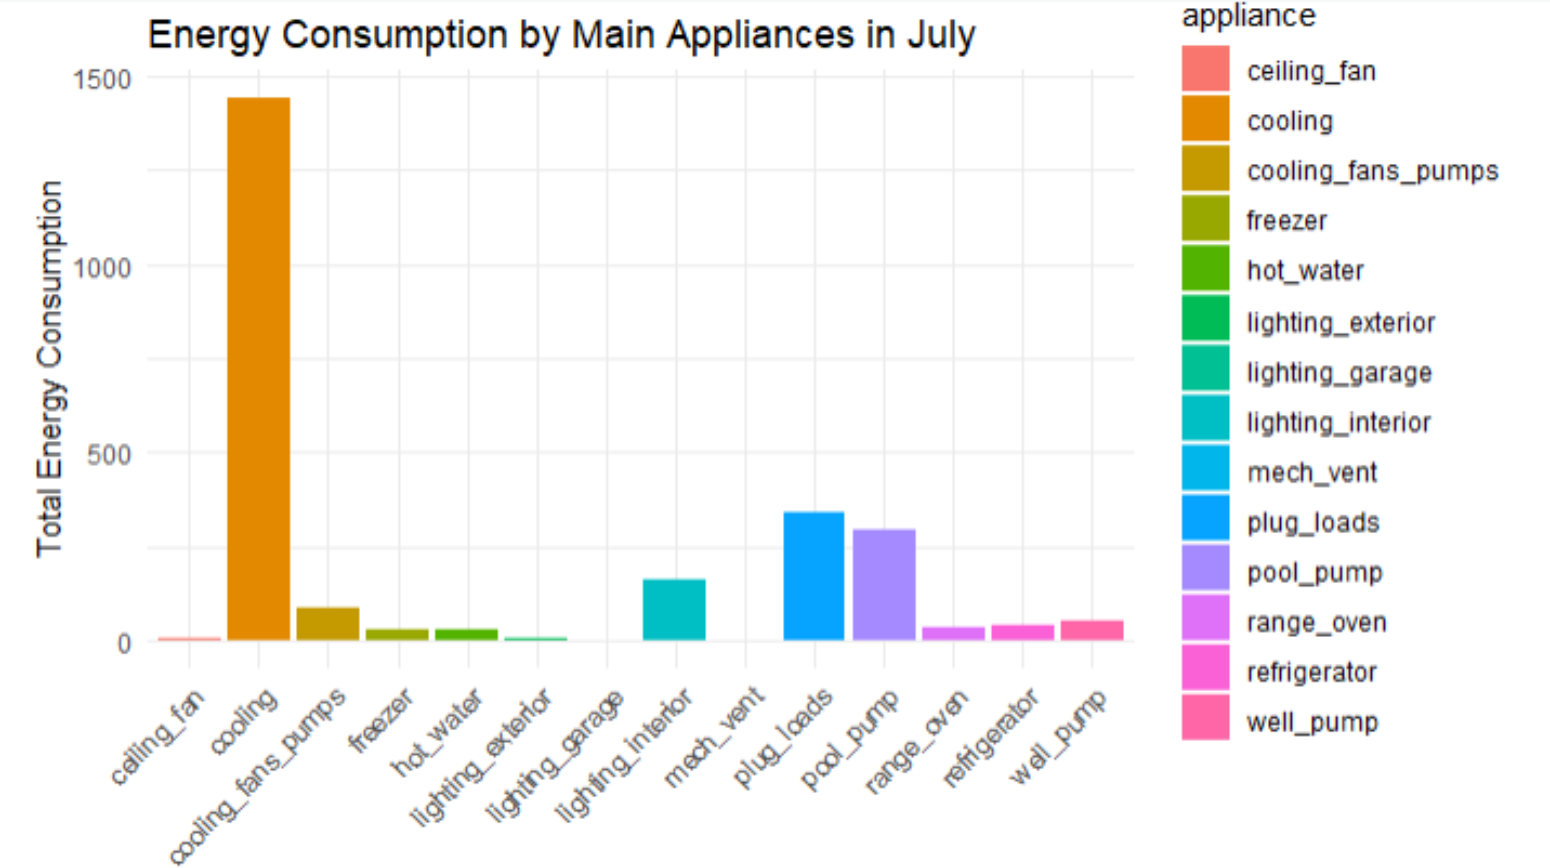 Energy Consumption by Main Appliances in July
Total Energy Consumption
1500
1000
500
0
ceiling_fan
cooling
cooling_fans_pumps
freezer
hot_water
lighting_exterior
lighting_garage
lighting_interior
mech_vent
plug_loads
pool_pump
range_oven
refrigerator
well_pump
appliance
ceiling_fan
cooling
cooling_fans_pumps
freezer
hot_water
lighting_exterior
lighting_garage
lighting_interior
mech_vent
plug_loads
pool_pump
range_oven
refrigerator
well_pump